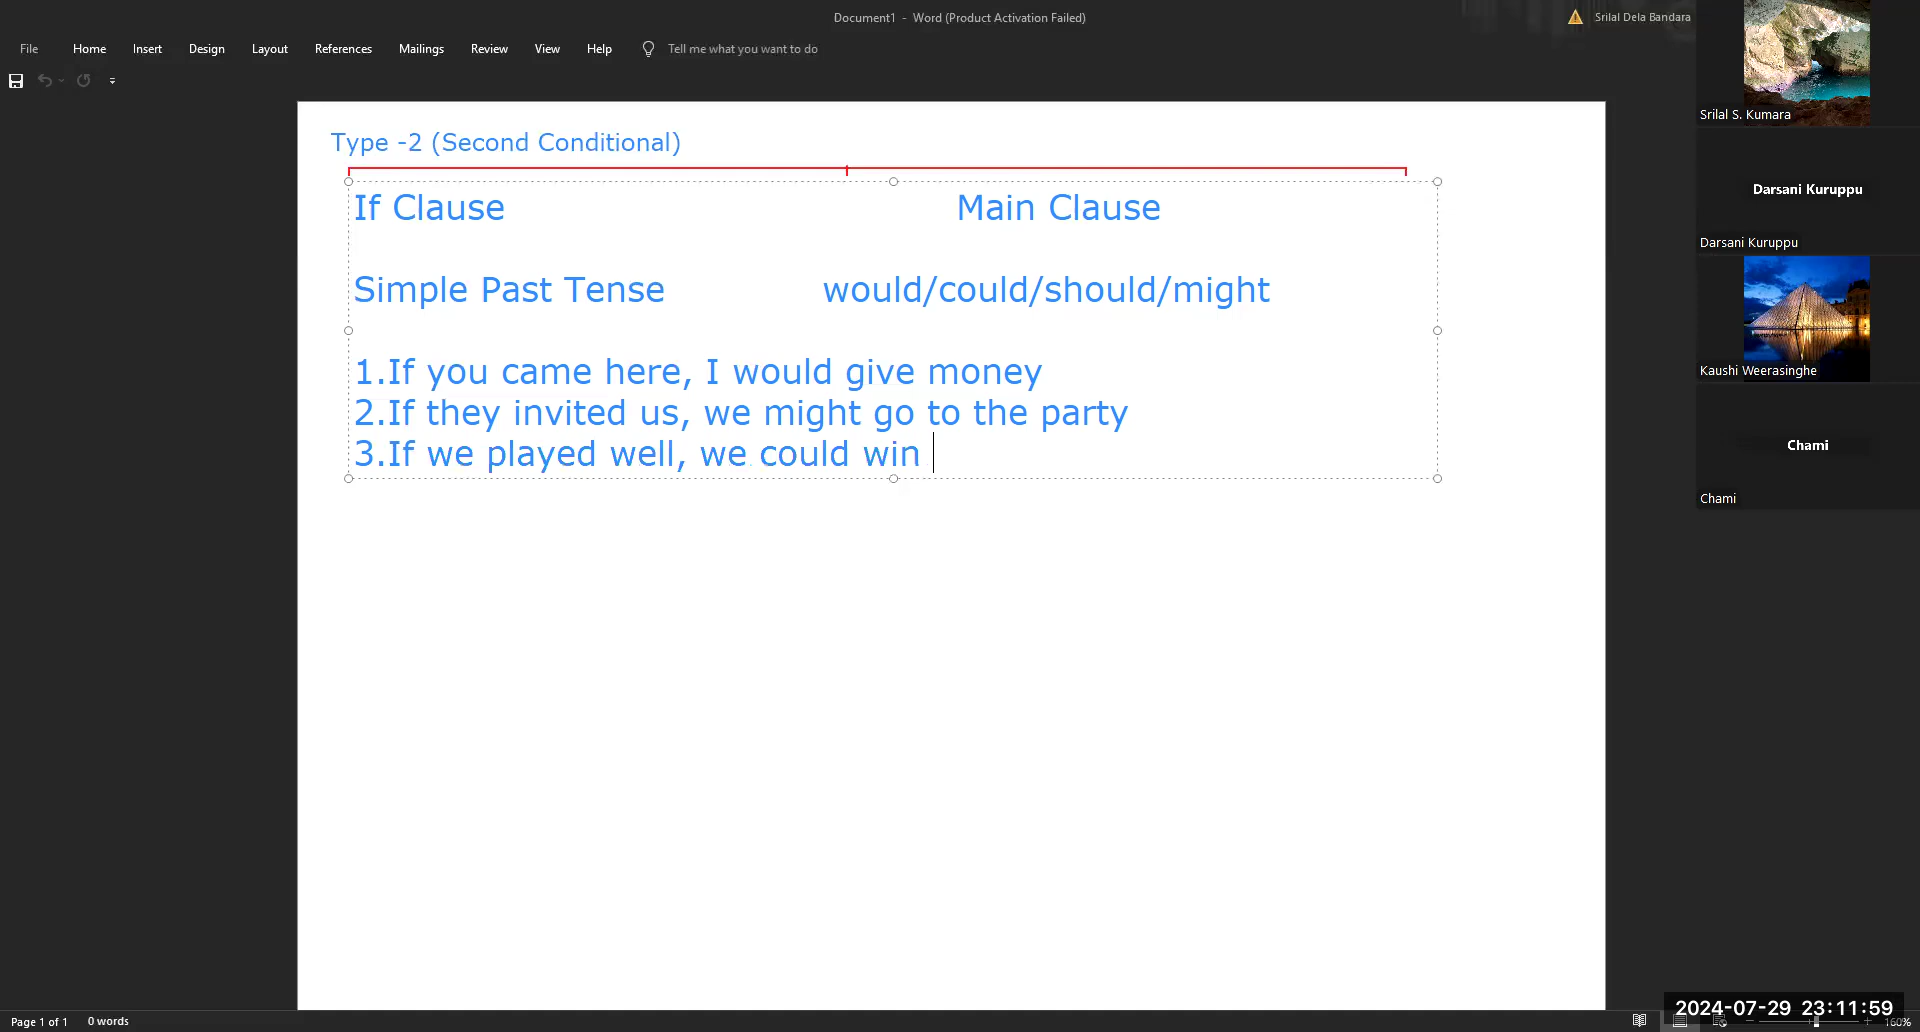 Document1 - Word (Product Activation Failed)
Srilal Dela Bandara
File Home Insert Design Layout References Mailings Review View Help Tell me what you want to do
Srilal S. Kumara
Type -2 (Second Conditional)
If Clause Main Clause
Simple Past Tense would/could/should/might
1.If you came here, I would give money
2.If they invited us, we might go to the party
3.If we played well, we could win
Darsani Kuruppu
Darsani Kuruppu
Kaushi Weerasinghe
Chami
Chami
2024-07-29 23:11:59
Page 1 of 1 0 words
160%